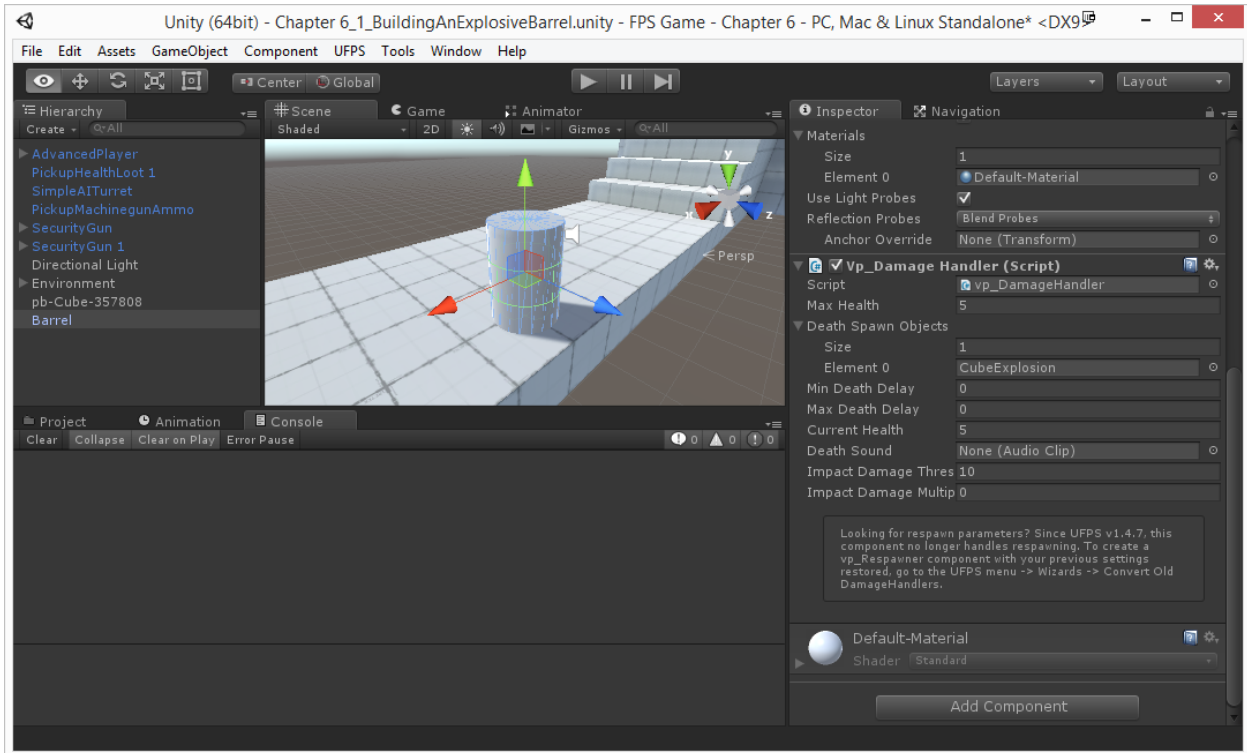 Unity (64bit) - Chapter 6_1_BuildingAnExplosiveBarrel.unity - FPS Game - Chapter 6 - PC, Mac & Linux Standalone* <DX9
File Edit Assets GameObject Component UFPS Tools Window Help
Center Global Layers Layout
Hierarchy
Create All
AdvancedPlayer
PickupHealthLoot 1
SimpleAITurret
PickupMachinegunAmmo
SecurityGun
SecurityGun 1
Directional Light
Environment
pb-Cube-357808
Barrel
Scene Game Animator
Shaded 2D Gizmos All
y
x z
Persp
Project Animation Console
Clear Collapse Clear on Play Error Pause 0 0 0
Inspector Navigation
Materials
Size 1
Element 0 Default-Material
Use Light Probes
Reflection Probes Blend Probes
Anchor Override None (Transform)
Vp_Damage Handler (Script)
Script vp_DamageHandler
Max Health 5
Death Spawn Objects
Size 1
Element 0 CubeExplosion
Min Death Delay 0
Max Death Delay 0
Current Health 5
Death Sound None (Audio Clip)
Impact Damage Thres 10
Impact Damage Multip 0
Looking for respawn parameters? Since UFPS v1.4.7, this
component no longer handles respawning. To create a
vp_Respawner component with your previous settings
restored, go to the UFPS menu -> Wizards -> Convert Old
DamageHandlers.
Default-Material
Shader Standard
Add Component